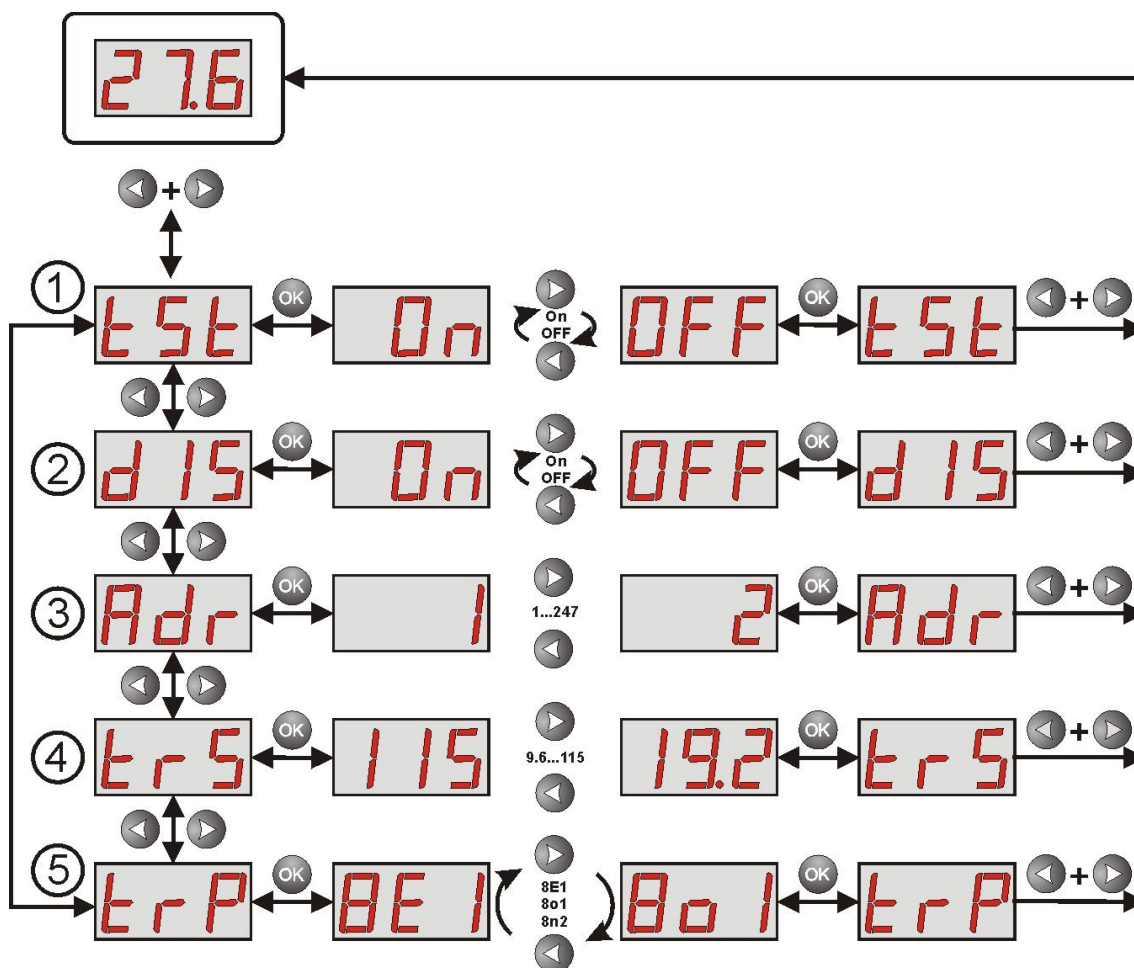 27.6
+
1
tSt OK On On OFF OFF OK tSt +
2
dIS OK On On OFF OFF OK dIS +
3
Adr OK 1 1...247 2 OK Adr +
4
trS OK 115 9.6...115 19.2 OK trS +
5
trP OK 8E1 8E1 8o1 8n2 8o1 OK trP +